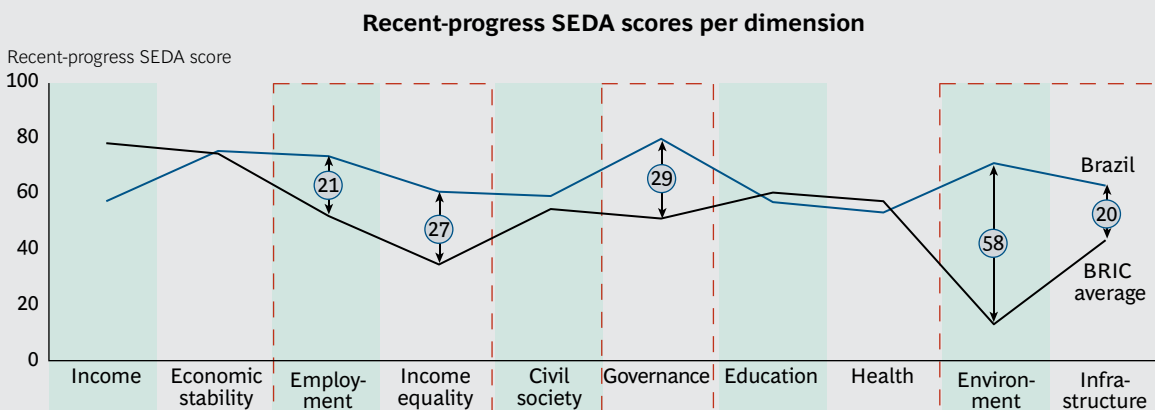 Recent-progress SEDA scores per dimension
Recent-progress SEDA score
100
80
60
40
20
0
21
27
29
58
20
Brazil
BRIC
average
Income
Economic
stability
Employ-
ment
Income
equality
Civil
society
Governance
Education
Health
Environ-
ment
Infra-
structure